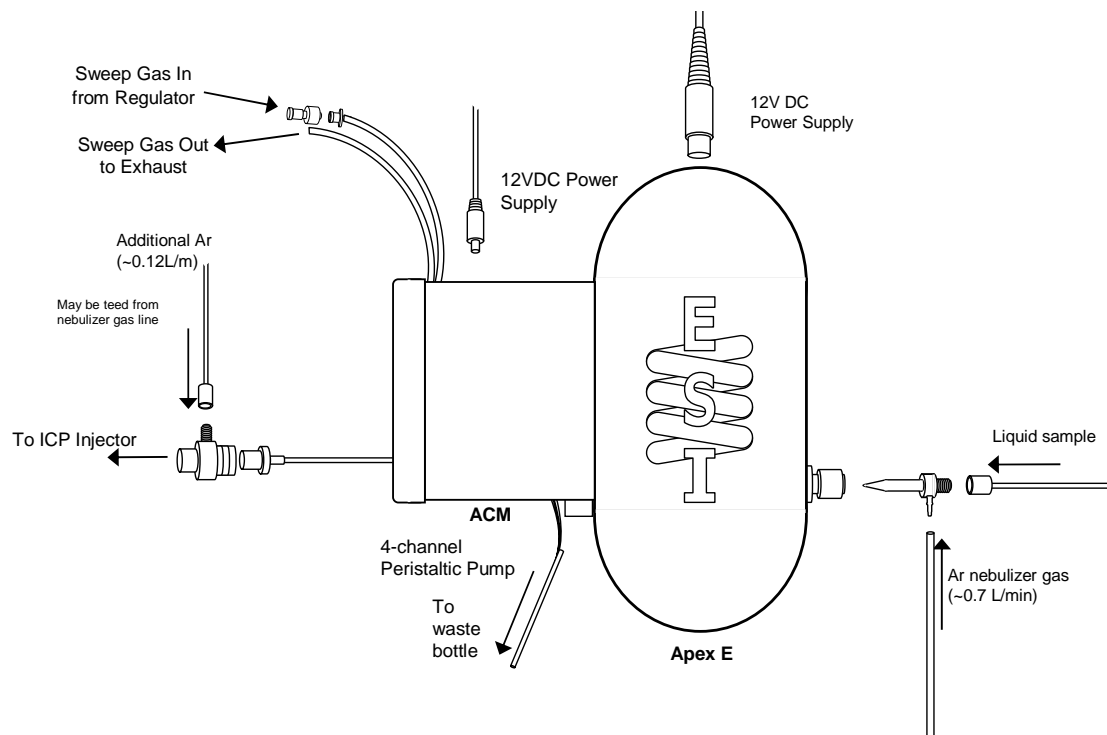 Sweep Gas In
from Regulator
Sweep Gas Out
to Exhaust
12V DC
Power Supply
12VDC Power
Supply
Additional Ar
(~0.12L/m)
May be teed from
nebulizer gas line
To ICP Injector
E
S
I
Liquid sample
ACM
4-channel
Peristaltic Pump
To
waste
bottle
Ar nebulizer gas
(~0.7 L/min)
Apex E